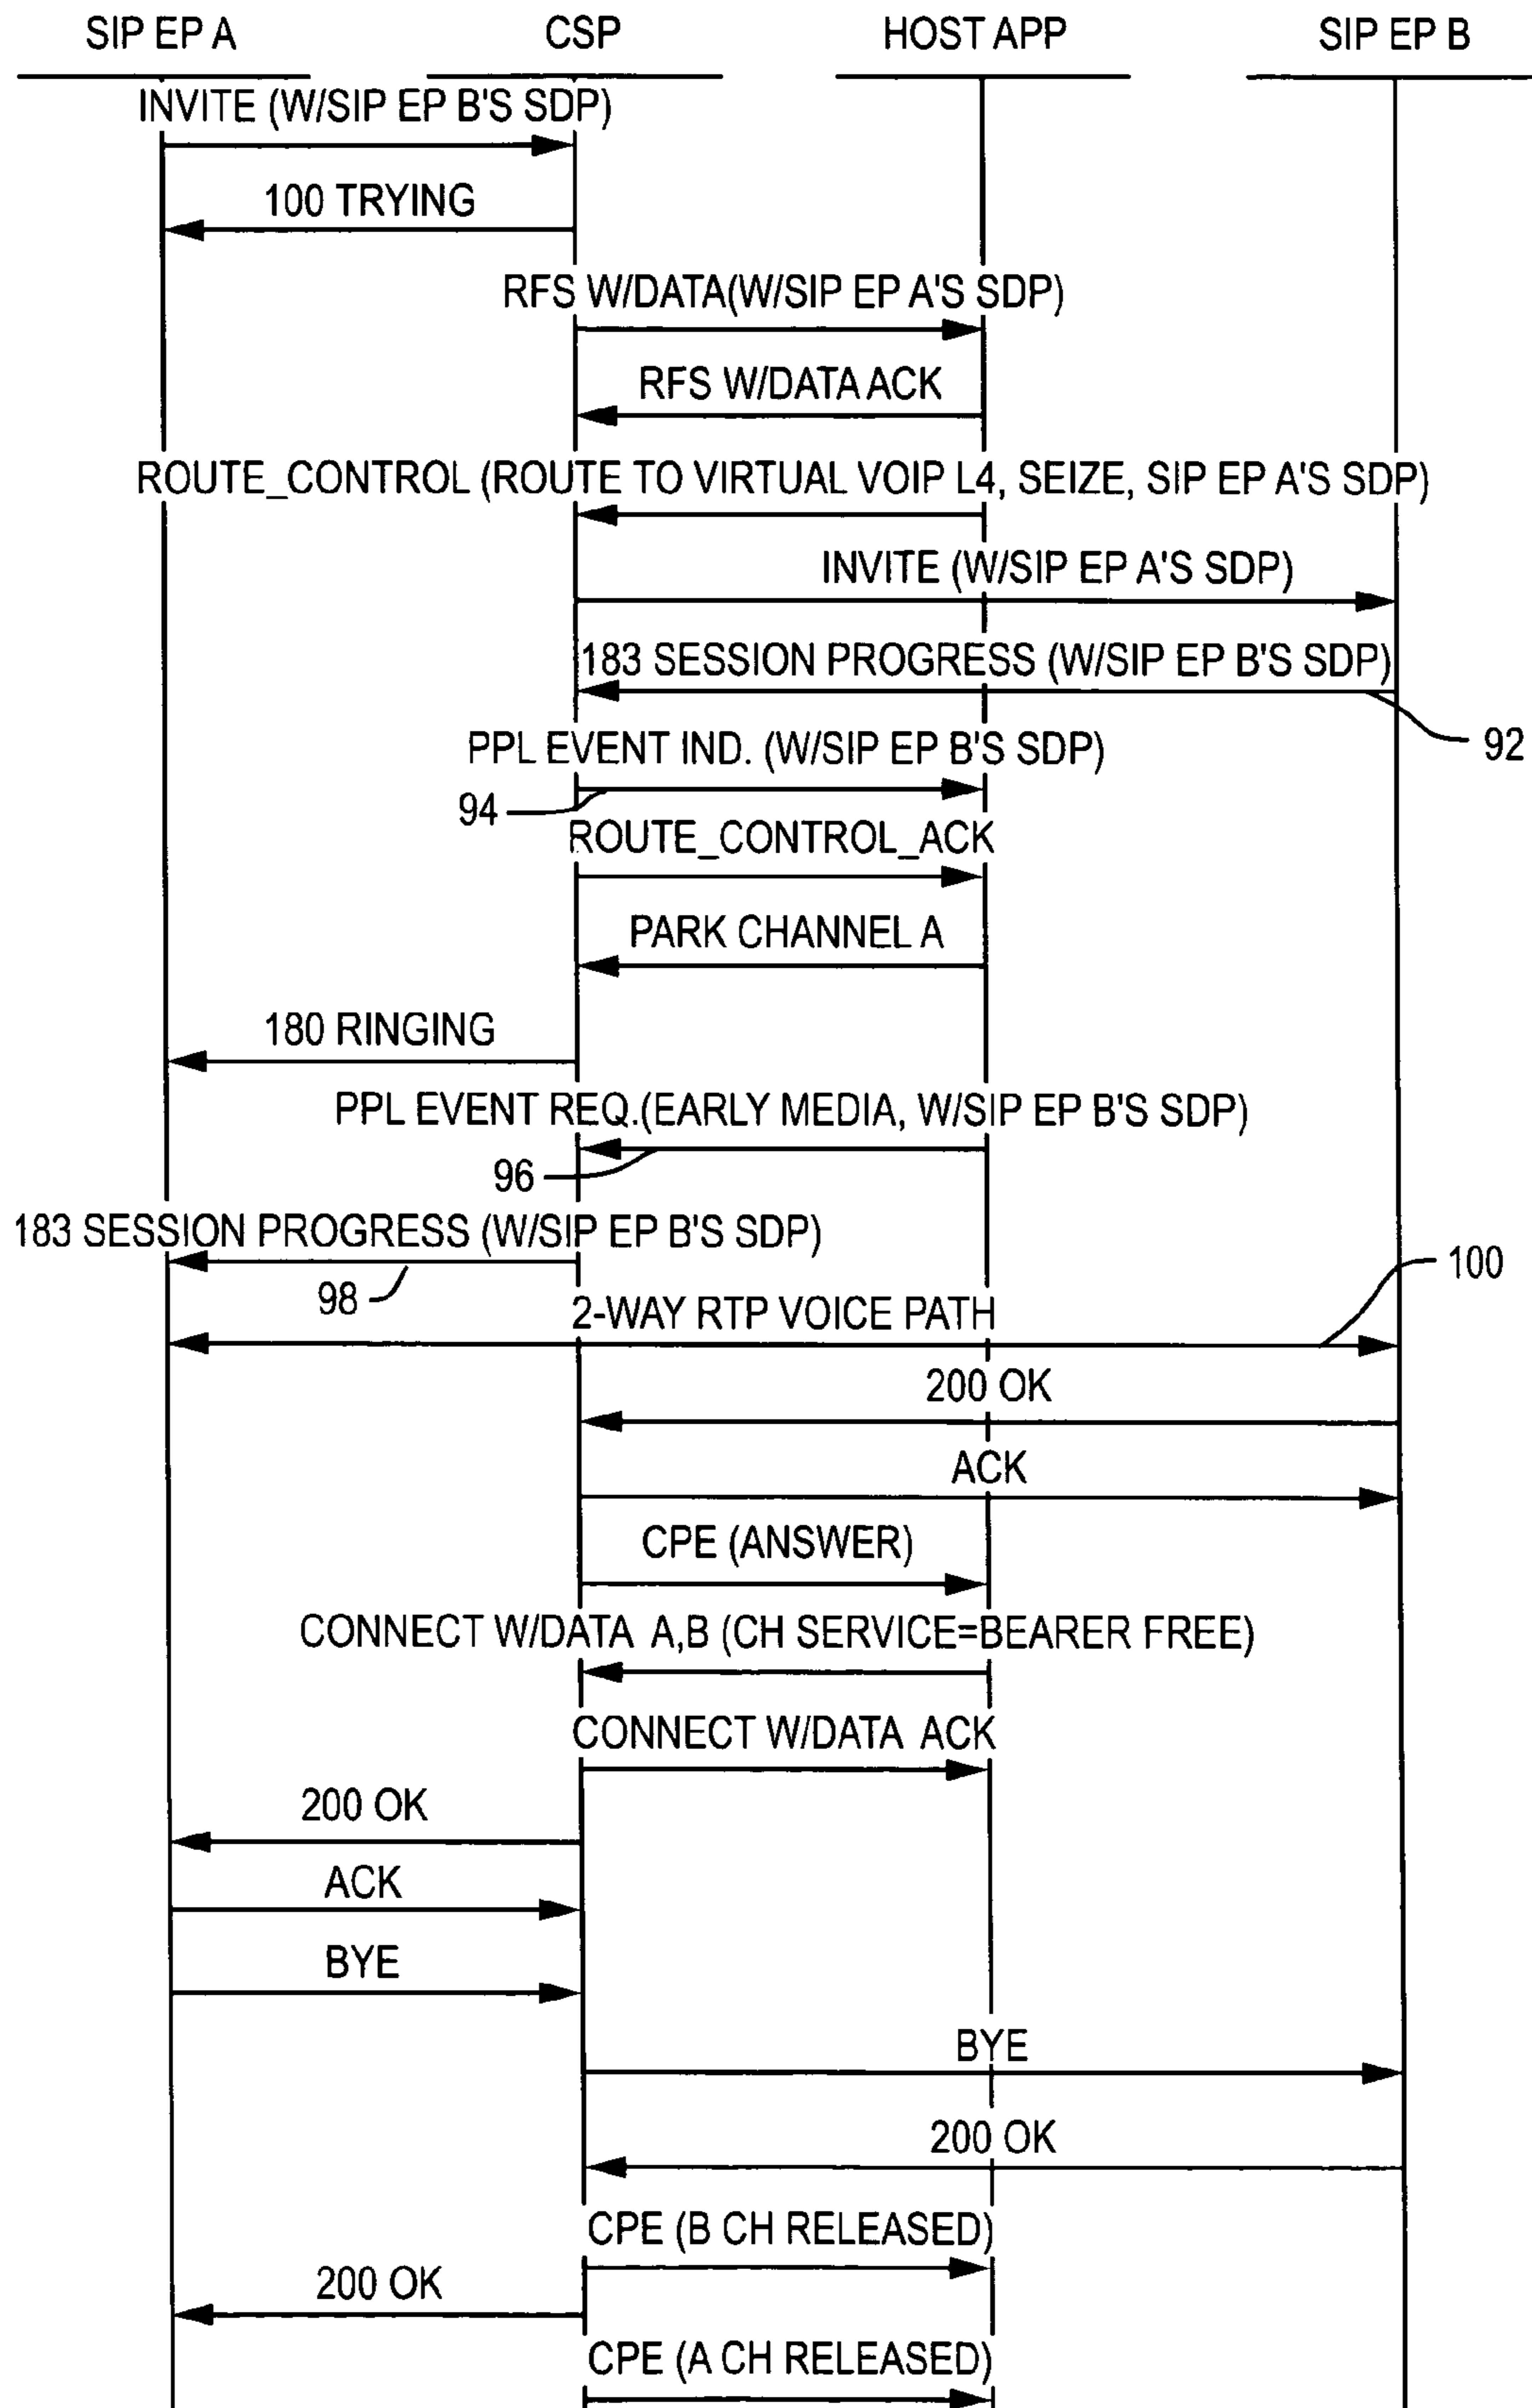 SIP EP A
CSP
HOST APP
SIP EP B
INVITE (W/SIP EP B'S SDP)
100 TRYING
RFS W/DATA(W/SIP EP A'S SDP)
RFS W/DATA ACK
ROUTE_CONTROL (ROUTE TO VIRTUAL VOIP L4, SEIZE, SIP EP A'S SDP)
INVITE (W/SIP EP A'S SDP)
183 SESSION PROGRESS (W/SIP EP B'S SDP)
92
PPL EVENT IND. (W/SIP EP B'S SDP)
94
ROUTE_CONTROL_ACK
PARK CHANNEL A
180 RINGING
PPL EVENT REQ.(EARLY MEDIA, W/SIP EP B'S SDP)
96
183 SESSION PROGRESS (W/SIP EP B'S SDP)
98
100
2-WAY RTP VOICE PATH
200 OK
ACK
CPE (ANSWER)
CONNECT W/DATA A,B (CH SERVICE=BEARER FREE)
CONNECT W/DATA ACK
200 OK
ACK
BYE
BYE
200 OK
CPE (B CH RELEASED)
200 OK
CPE (A CH RELEASED)